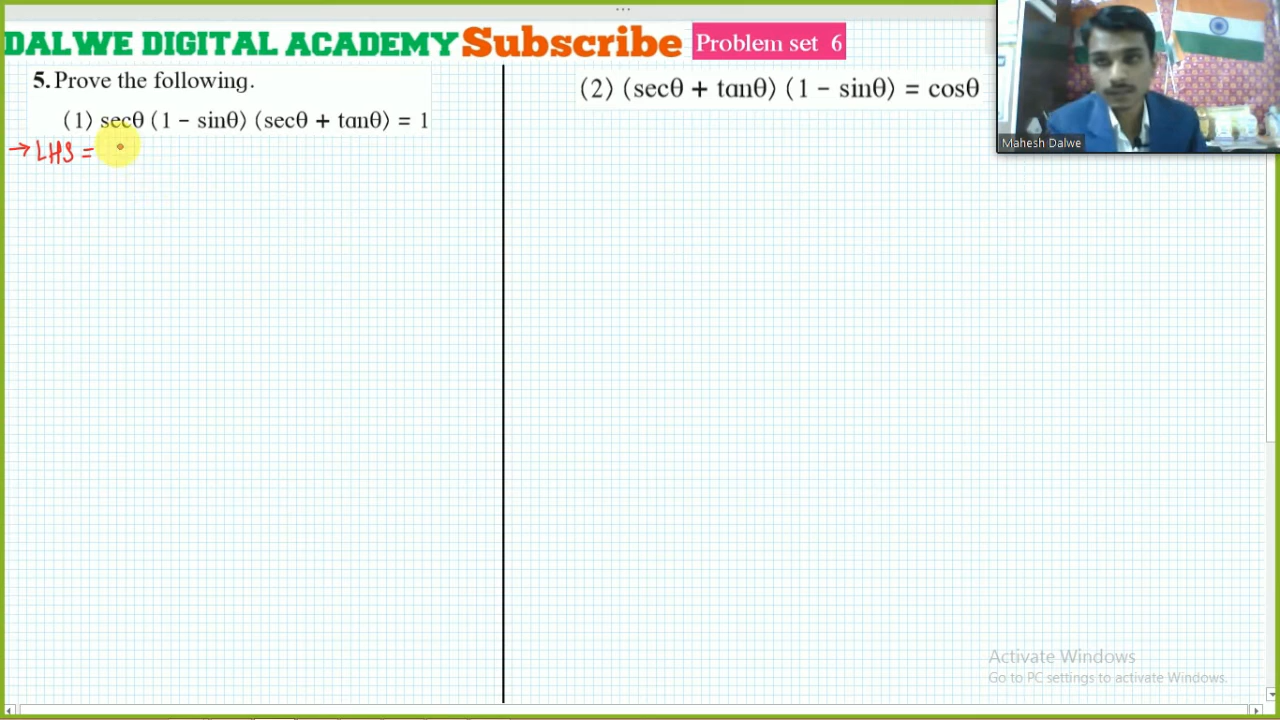 DALWE DIGITAL ACADEMY Subscribe Problem set 6
5. Prove the following.
(1) secθ (1 - sinθ) (secθ + tanθ) = 1
→ LHS =
(2) (secθ + tanθ) (1 - sinθ) = cosθ
Mahesh Dalwe
Activate Windows
Go to PC settings to activate Windows.